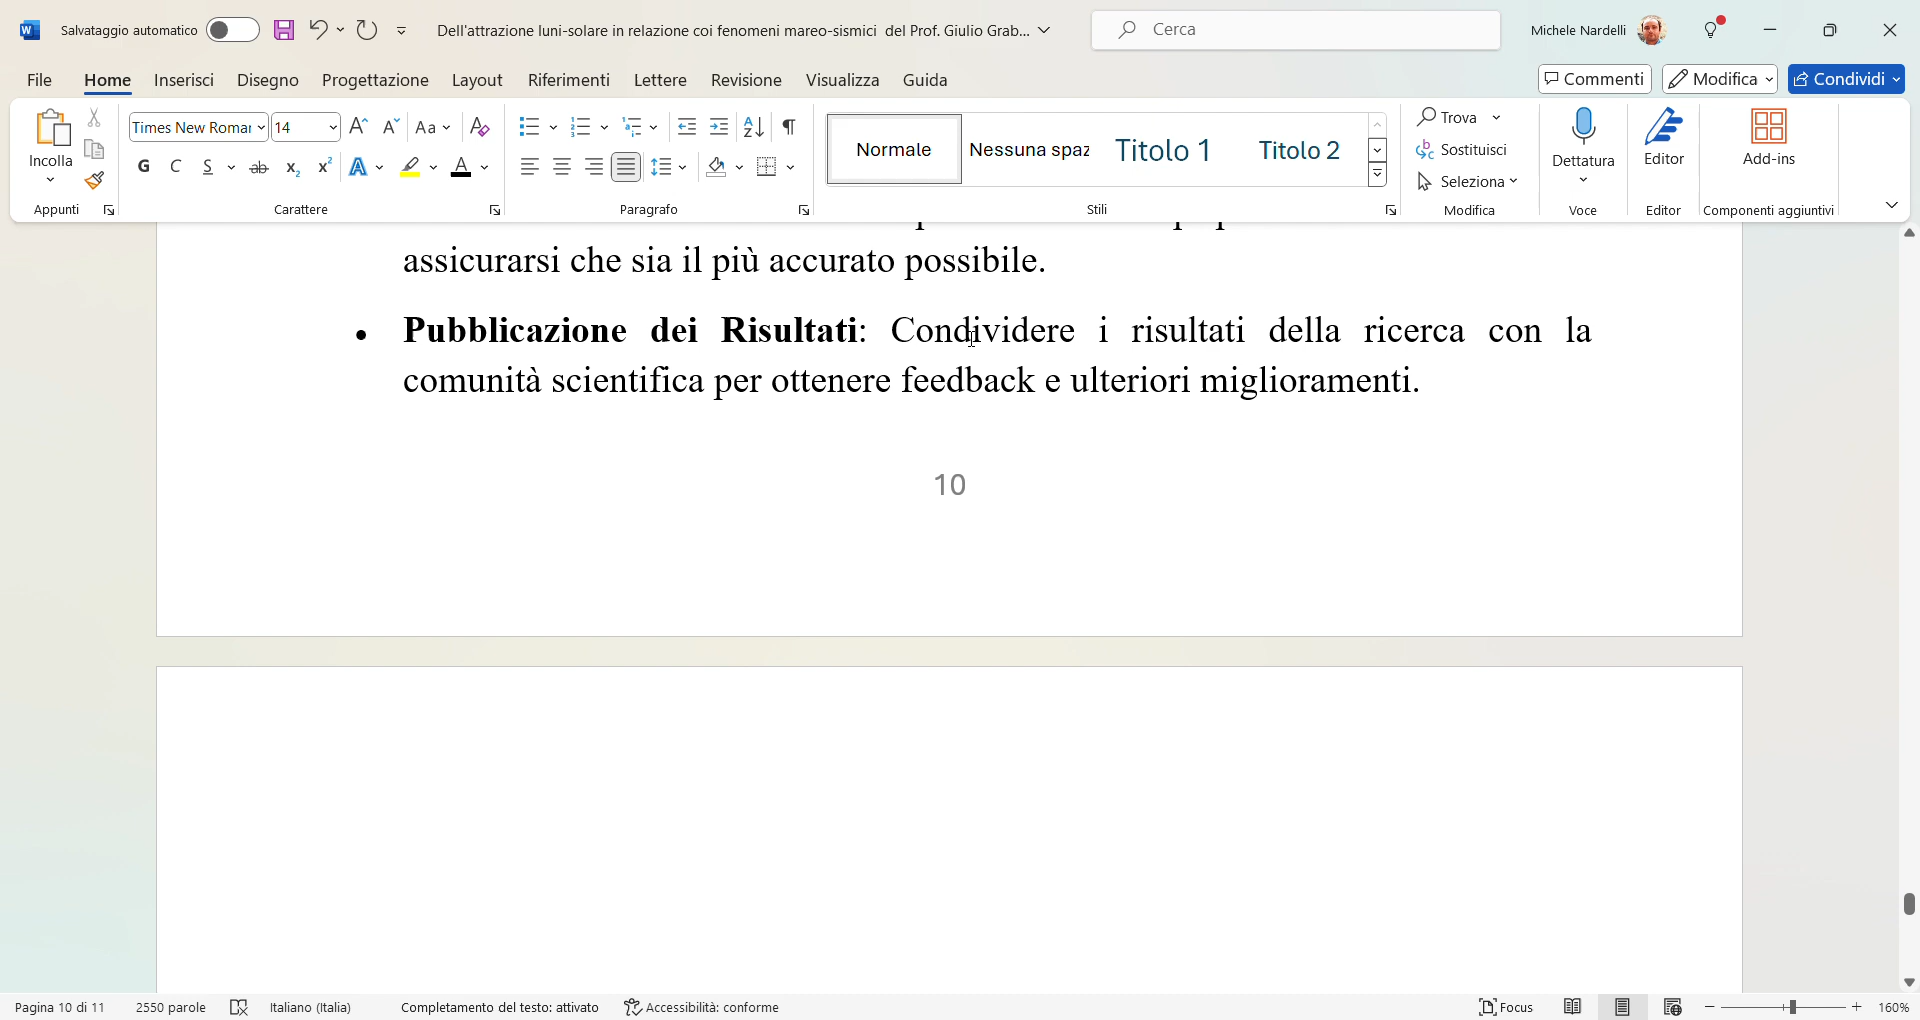 Salvataggio automatico
Dell'attrazione luni-solare in relazione coi fenomeni mareo-sismici del Prof. Giulio Grab...
Cerca
Michele Nardelli
File Home Inserisci Disegno Progettazione Layout Riferimenti Lettere Revisione Visualizza Guida
Commenti Modifica Condividi
Incolla
Appunti
Times New Roman 14
Aa
G C S ab x₂ x² A A
Carattere
Paragrafo
Normale Nessuna spaz Titolo 1 Titolo 2
Stili
Trova
Sostituisci
Seleziona
Modifica
Dettatura
Voce
Editor
Editor
Add-ins
Componenti aggiuntivi
assicurarsi che sia il più accurato possibile.
• Pubblicazione dei Risultati: Condividere i risultati della ricerca con la
comunità scientifica per ottenere feedback e ulteriori miglioramenti.
10
Pagina 10 di 11 2550 parole Italiano (Italia) Completamento del testo: attivato Accessibilità: conforme Focus 160%